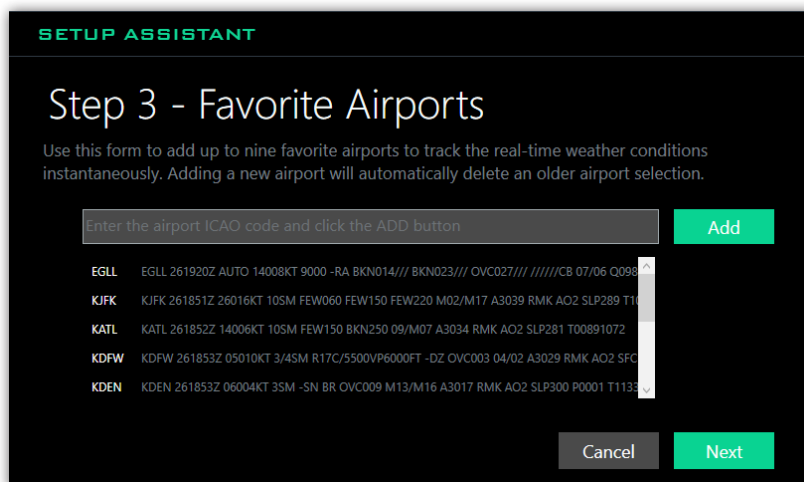 SETUP ASSISTANT
Step 3 - Favorite Airports
Use this form to add up to nine favorite airports to track the real-time weather conditions
instantaneously. Adding a new airport will automatically delete an older airport selection.
Enter the airport ICAO code and click the ADD button
Add
EGLL EGLL 261920Z AUTO 14008KT 9000 -RA BKN014/// BKN023/// OVC027/// //////CB 07/06 Q098
KJFK KJFK 261851Z 26016KT 10SM FEW060 FEW150 FEW220 M02/M17 A3039 RMK AO2 SLP289 T10
KATL KATL 261852Z 14006KT 10SM FEW150 BKN250 09/M07 A3034 RMK AO2 SLP281 T00891072
KDFW KDFW 261853Z 05010KT 3/4SM R17C/5500VP6000FT -DZ OVC003 04/02 A3029 RMK AO2 SFC
KDEN KDEN 261853Z 06004KT 3SM -SN BR OVC009 M13/M16 A3017 RMK AO2 SLP300 P0001 T1133
Cancel
Next